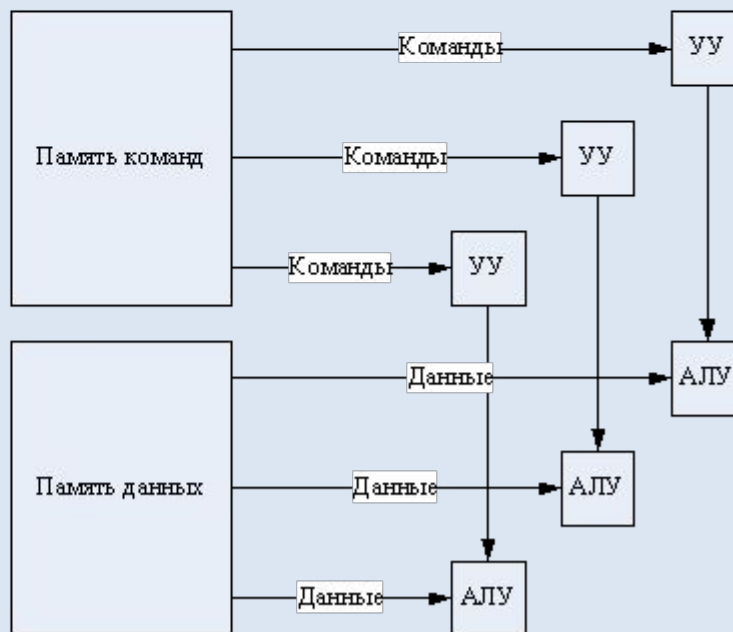 Команды
УУ
Память команд
Команды
УУ
Команды
УУ
Данные
АЛУ
Память данных
Данные
АЛУ
Данные
АЛУ